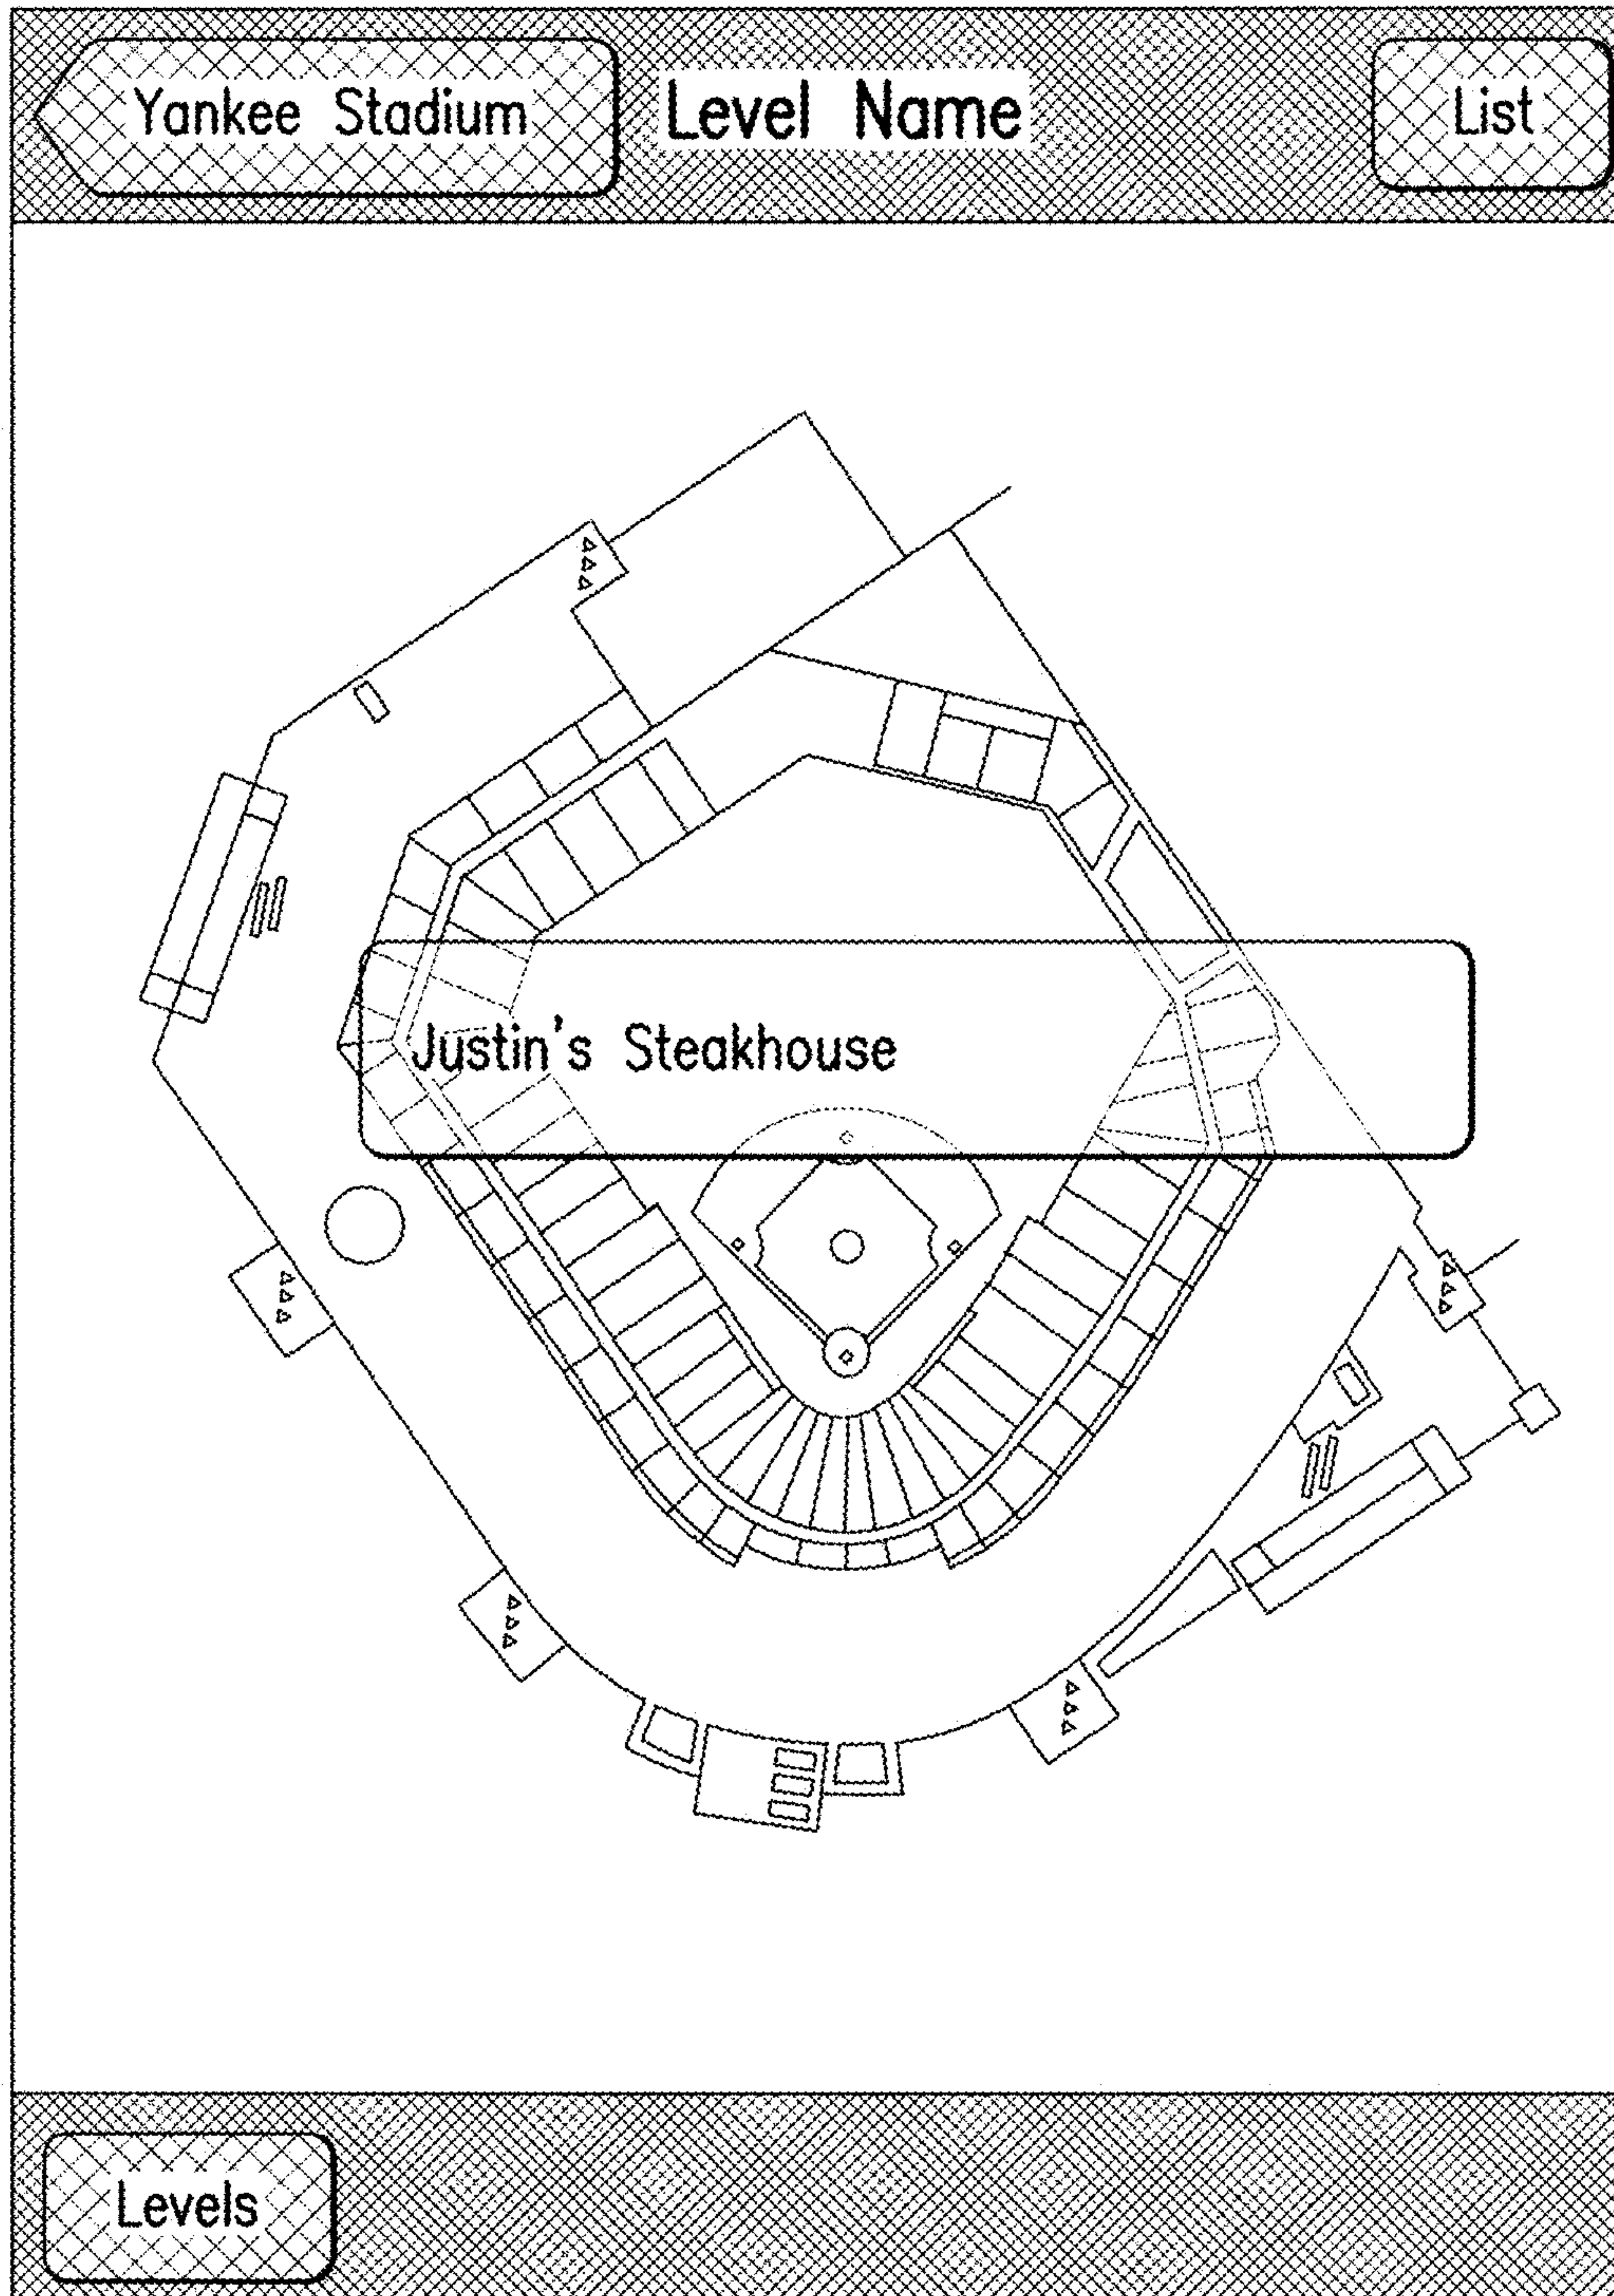 Yankee Stadium
Level Name
List
Justin's Steakhouse
Levels